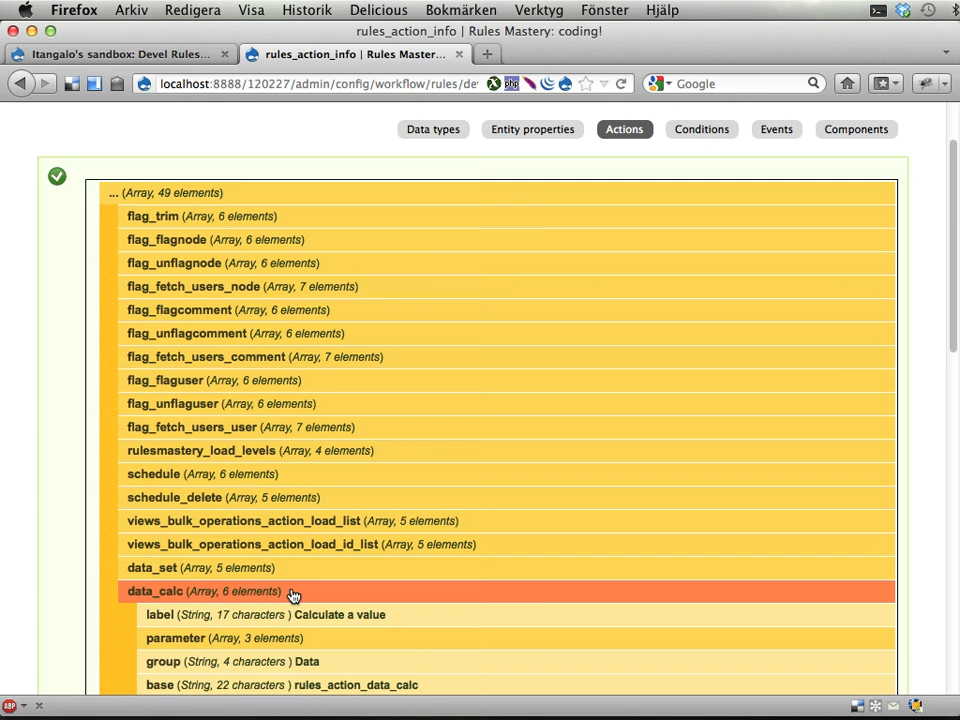 Firefox Arkiv Redigera Visa Historik Delicious Bokmärken Verktyg Fönster Hjälp
rules_action_info | Rules Mastery: coding!
Itangalo's sandbox: Devel Rules... rules_action_info | Rules Master...
localhost:8888/120227/admin/config/workflow/rules/de php Google
Data types Entity properties Actions Conditions Events Components
... (Array, 49 elements)
flag_trim (Array, 6 elements)
flag_flagnode (Array, 6 elements)
flag_unflagnode (Array, 6 elements)
flag_fetch_users_node (Array, 7 elements)
flag_flagcomment (Array, 6 elements)
flag_unflagcomment (Array, 6 elements)
flag_fetch_users_comment (Array, 7 elements)
flag_flaguser (Array, 6 elements)
flag_unflaguser (Array, 6 elements)
flag_fetch_users_user (Array, 7 elements)
rulesmastery_load_levels (Array, 4 elements)
schedule (Array, 6 elements)
schedule_delete (Array, 5 elements)
views_bulk_operations_action_load_list (Array, 5 elements)
views_bulk_operations_action_load_id_list (Array, 5 elements)
data_set (Array, 5 elements)
data_calc (Array, 6 elements)
label (String, 17 characters ) Calculate a value
parameter (Array, 3 elements)
group (String, 4 characters ) Data
base (String, 22 characters ) rules_action_data_calc
ABP